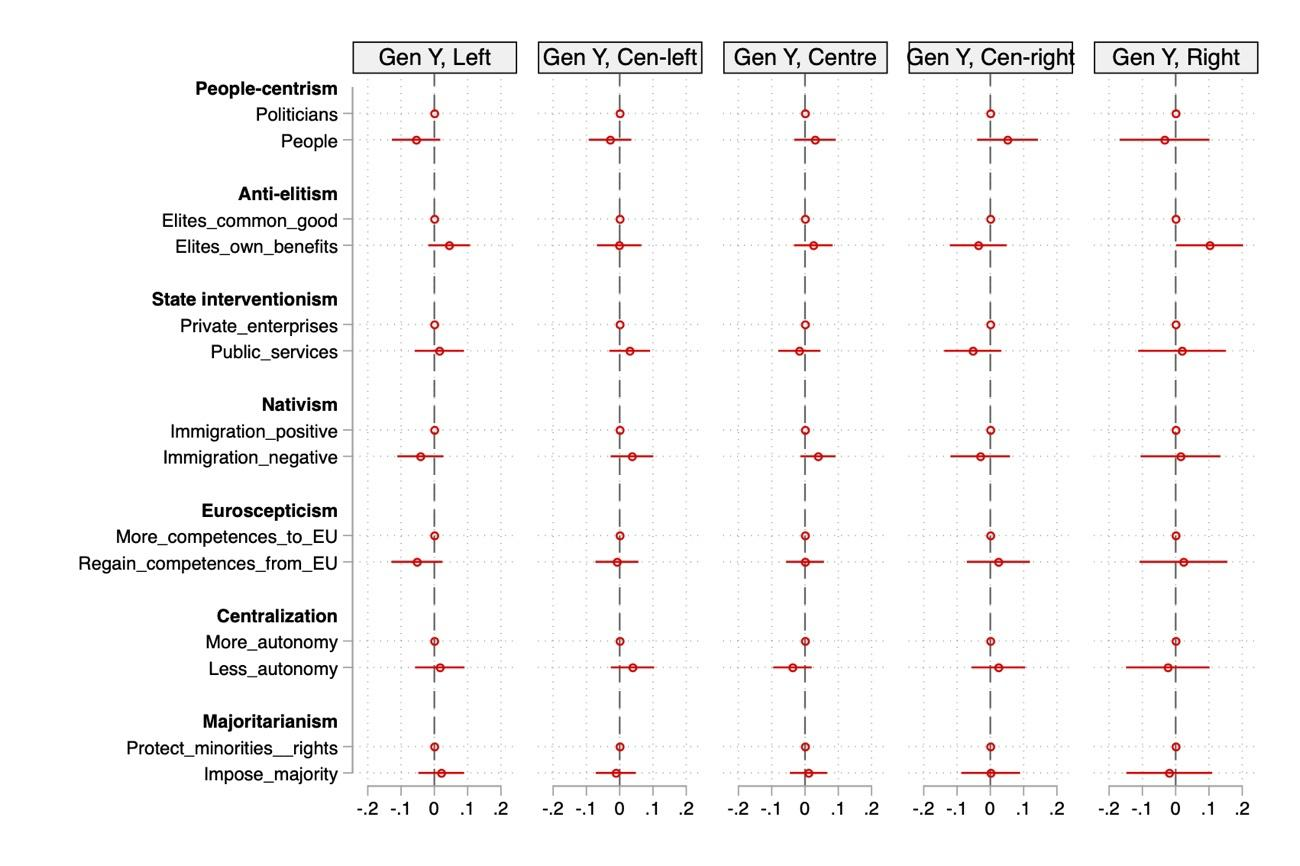 Gen Y, Left Gen Y, Cen-left Gen Y, Centre Gen Y, Cen-right Gen Y, Right
People-centrism
Politicians
People
Anti-elitism
Elites_common_good
Elites_own_benefits
State interventionism
Private_enterprises
Public_services
Nativism
Immigration_positive
Immigration_negative
Euroscepticism
More_competences_to_EU
Regain_competences_from_EU
Centralization
More_autonomy
Less_autonomy
Majoritarianism
Protect_minorities__rights
Impose_majority
-.2 -.1 0 .1 .2 -.2 -.1 0 .1 .2 -.2 -.1 0 .1 .2 -.2 -.1 0 .1 .2 -.2 -.1 0 .1 .2